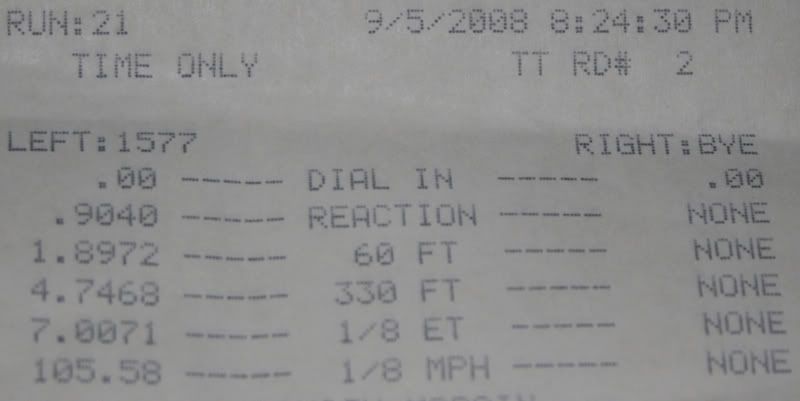 RUN:21 9/5/2008 8:24:30 PM
TIME ONLY TT RD# 2
LEFT:1577 RIGHT:BYE
.00 ----- DIAL IN ----- .00
.9040 ----- REACTION ----- NONE
1.8972 ----- 60 FT ----- NONE
4.7468 ----- 330 FT ----- NONE
7.0071 ----- 1/8 ET ----- NONE
105.58 ----- 1/8 MPH ----- NONE